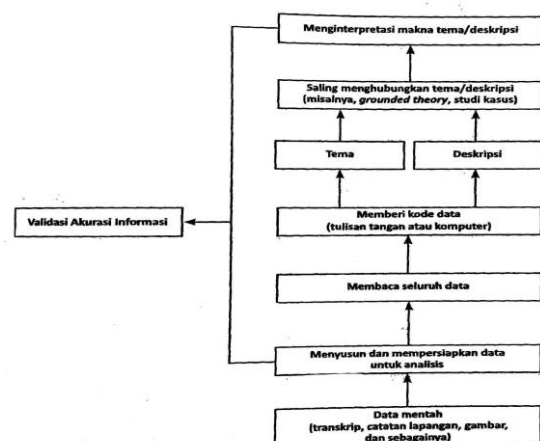 Menginterpretasi makna tema/deskripsi
Saling menghubungkan tema/deskripsi
(misalnya, grounded theory, studi kasus)
Tema
Deskripsi
Validasi Akurasi Informasi
Memberi kode data
(tulisan tangan atau komputer)
Membaca seluruh data
Menyusun dan mempersiapkan data
untuk analisis
Data mentah
(transkrip, catatan lapangan, gambar,
dan sebagainya)